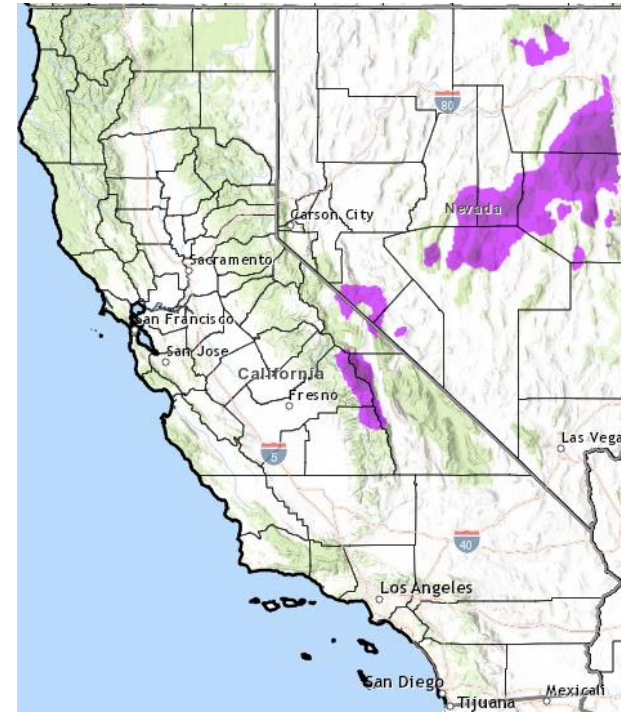 80
Carson City
Nevada
Sacramento
San Francisco
San Jose
California
Fresno
5
Las Vega
40
Los Angeles
San Diego
Tijuana
Mexicali